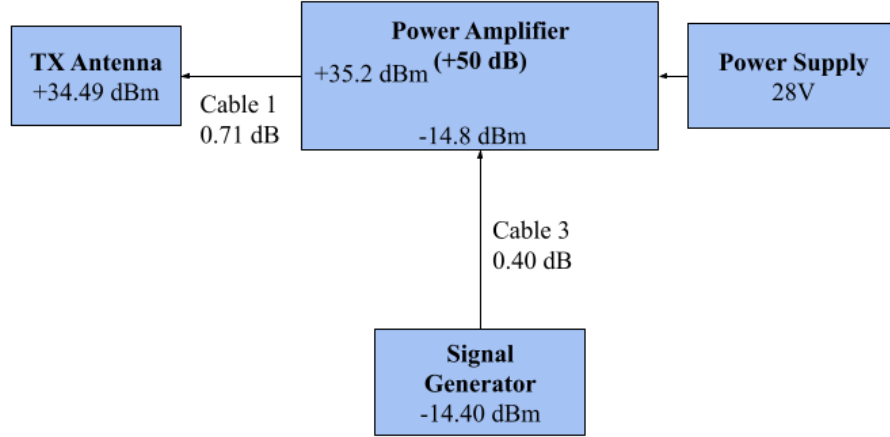 TX Antenna
+34.49 dBm
Cable 1
0.71 dB
Power Amplifier
(+50 dB)
+35.2 dBm
-14.8 dBm
Power Supply
28V
Cable 3
0.40 dB
Signal
Generator
-14.40 dBm